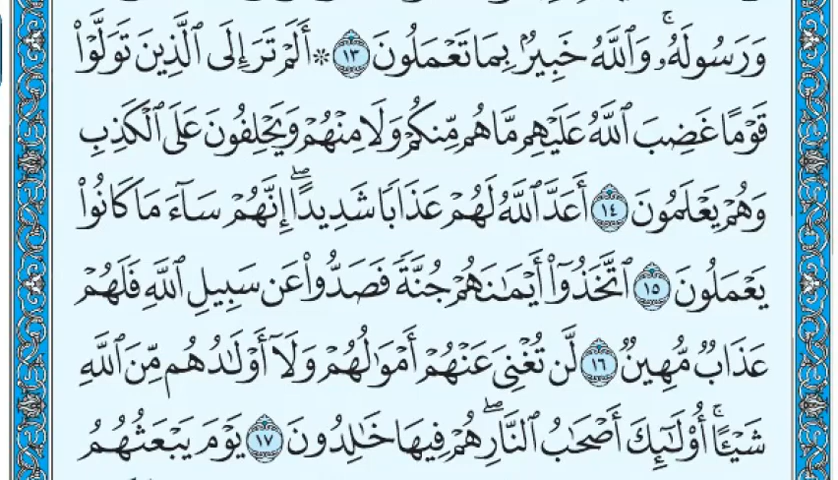 وَرَسُولَهُۥۚ وَٱللَّهُ خَبِيرُۢ بِمَا تَعْمَلُونَ ١٣ ۞ أَلَمْ تَرَ إِلَى ٱلَّذِينَ تَوَلَّوْا۟
قَوْمًا غَضِبَ ٱللَّهُ عَلَيْهِم مَّا هُم مِّنكُمْ وَلَا مِنْهُمْ وَيَحْلِفُونَ عَلَى ٱلْكَذِبِ
وَهُمْ يَعْلَمُونَ ١٤ أَعَدَّ ٱللَّهُ لَهُمْ عَذَابًا شَدِيدًاۖ إِنَّهُمْ سَآءَ مَا كَانُوا۟
يَعْمَلُونَ ١٥ ٱتَّخَذُوٓا۟ أَيْمَٰنَهُمْ جُنَّةً فَصَدُّوا۟ عَن سَبِيلِ ٱللَّهِ فَلَهُمْ
عَذَابٌ مُّهِينٌ ١٦ لَّن تُغْنِىَ عَنْهُمْ أَمْوَٰلُهُمْ وَلَآ أَوْلَٰدُهُم مِّنَ ٱللَّهِ
شَيْـًٔاۚ أُو۟لَٰٓئِكَ أَصْحَٰبُ ٱلنَّارِۖ هُمْ فِيهَا خَٰلِدُونَ ١٧ يَوْمَ يَبْعَثُهُمُ